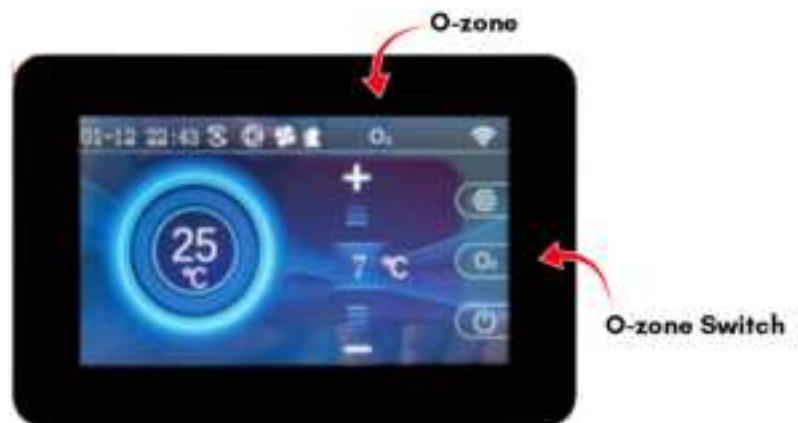 O-zone
01-12 22:43 O₃
25
℃
7 ℃
O₃
O-zone Switch